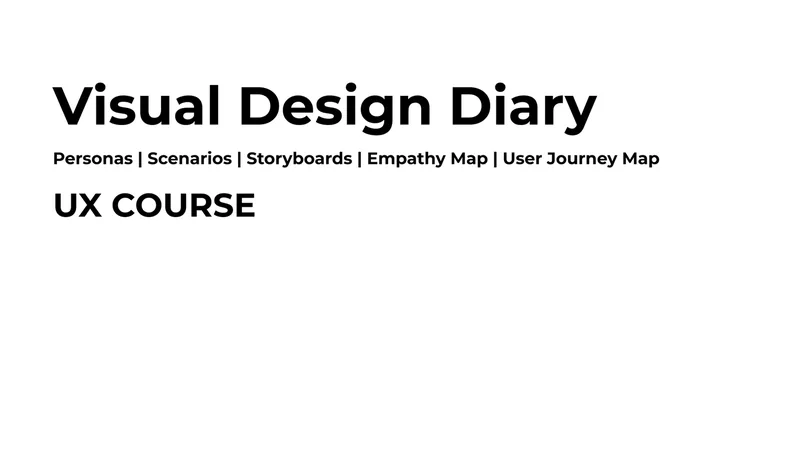 Visual Design Diary
Personas | Scenarios | Storyboards | Empathy Map | User Journey Map
UX COURSE